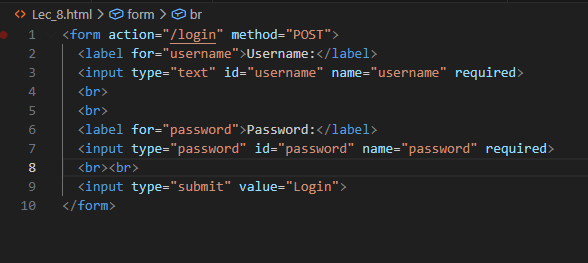 Lec_8.html > form > br
1 <form action="/login" method="POST">
2 <label for="username">Username:</label>
3 <input type="text" id="username" name="username" required>
4 <br>
5 <br>
6 <label for="password">Password:</label>
7 <input type="password" id="password" name="password" required>
8 <br><br>
9 <input type="submit" value="Login">
10 </form>